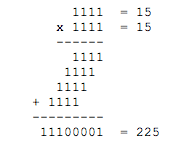 1111 = 15
x 1111 = 15
------
1111
1111
1111
+ 1111
---------
11100001 = 225